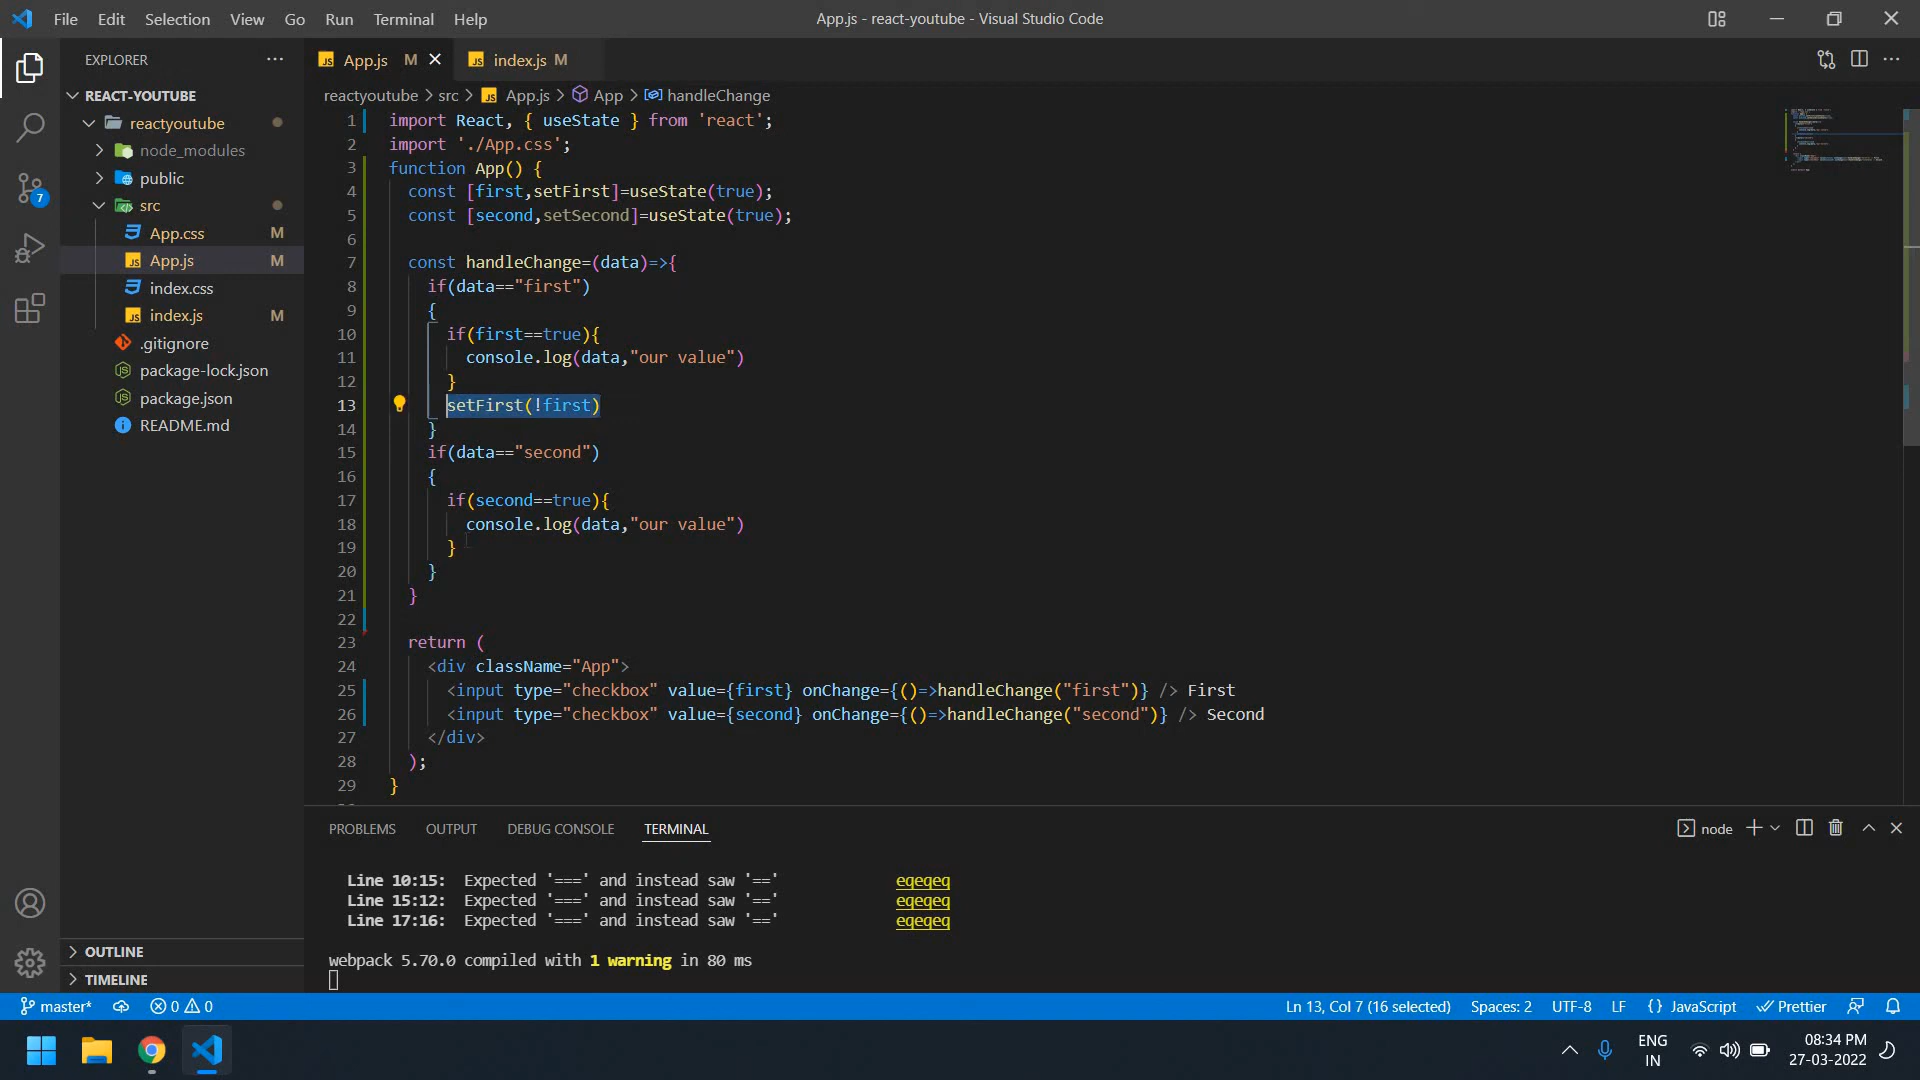 File Edit Selection View Go Run Terminal Help
App.js - react-youtube - Visual Studio Code
EXPLORER
REACT-YOUTUBE
reactyoutube
node_modules
public
src
App.css M
App.js M
index.css
index.js M
.gitignore
package-lock.json
package.json
README.md
OUTLINE
TIMELINE
7
JS App.js M
JS index.js M
reactyoutube > src > JS App.js > App > handleChange
1 import React, { useState } from 'react';
2 import './App.css';
3 function App() {
4 const [first,setFirst]=useState(true);
5 const [second,setSecond]=useState(true);
6
7 const handleChange=(data)=>{
8 if(data=="first")
9 {
10 if(first==true){
11 console.log(data,"our value")
12 }
13 setFirst(!first)
14 }
15 if(data=="second")
16 {
17 if(second==true){
18 console.log(data,"our value")
19 }
20 }
21 }
22
23 return (
24 <div className="App">
25 <input type="checkbox" value={first} onChange={()=>handleChange("first")} /> First
26 <input type="checkbox" value={second} onChange={()=>handleChange("second")} /> Second
27 </div>
28 );
29 }
PROBLEMS OUTPUT DEBUG CONSOLE TERMINAL
node
Line 10:15: Expected '===' and instead saw '==' eqeqeq
Line 15:12: Expected '===' and instead saw '==' eqeqeq
Line 17:16: Expected '===' and instead saw '==' eqeqeq
webpack 5.70.0 compiled with 1 warning in 80 ms
master* 0 0
Ln 13, Col 7 (16 selected) Spaces: 2 UTF-8 LF {} JavaScript Prettier
ENG
IN
08:34 PM
27-03-2022